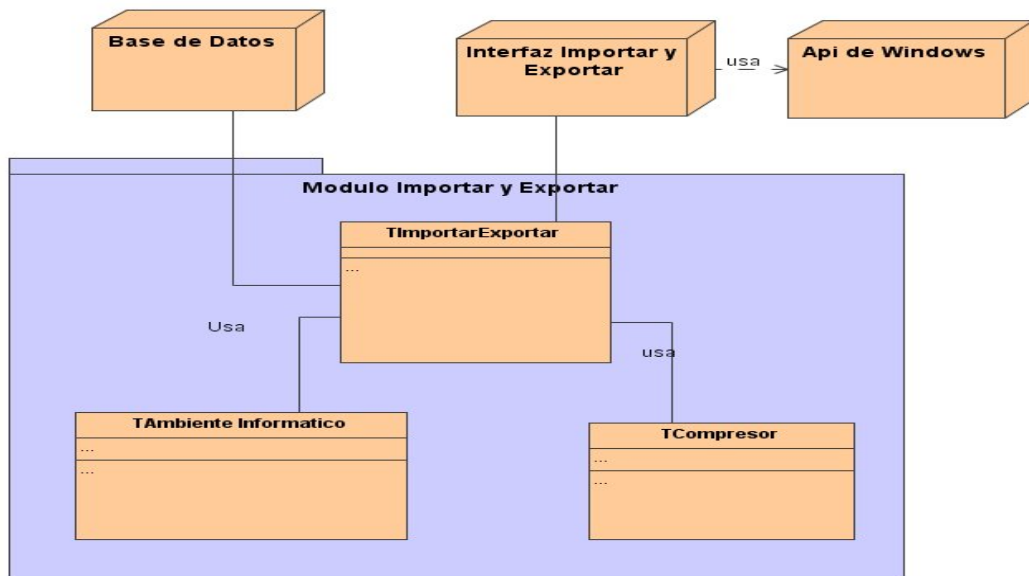 Base de Datos
Interfaz Importar y
Exportar
usa
Api de Windows
Modulo Importar y Exportar
TImportarExportar
...
Usa
usa
TAmbiente Informatico
...
...
TCompresor
...
...